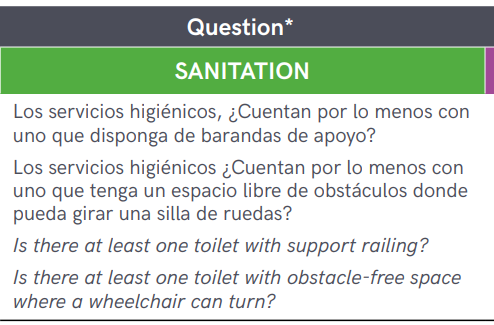 Question*
SANITATION
Los servicios higiénicos, ¿Cuentan por lo menos con
uno que disponga de barandas de apoyo?
Los servicios higiénicos ¿Cuentan por lo menos con
uno que tenga un espacio libre de obstáculos donde
pueda girar una silla de ruedas?
Is there at least one toilet with support railing?
Is there at least one toilet with obstacle-free space
where a wheelchair can turn?